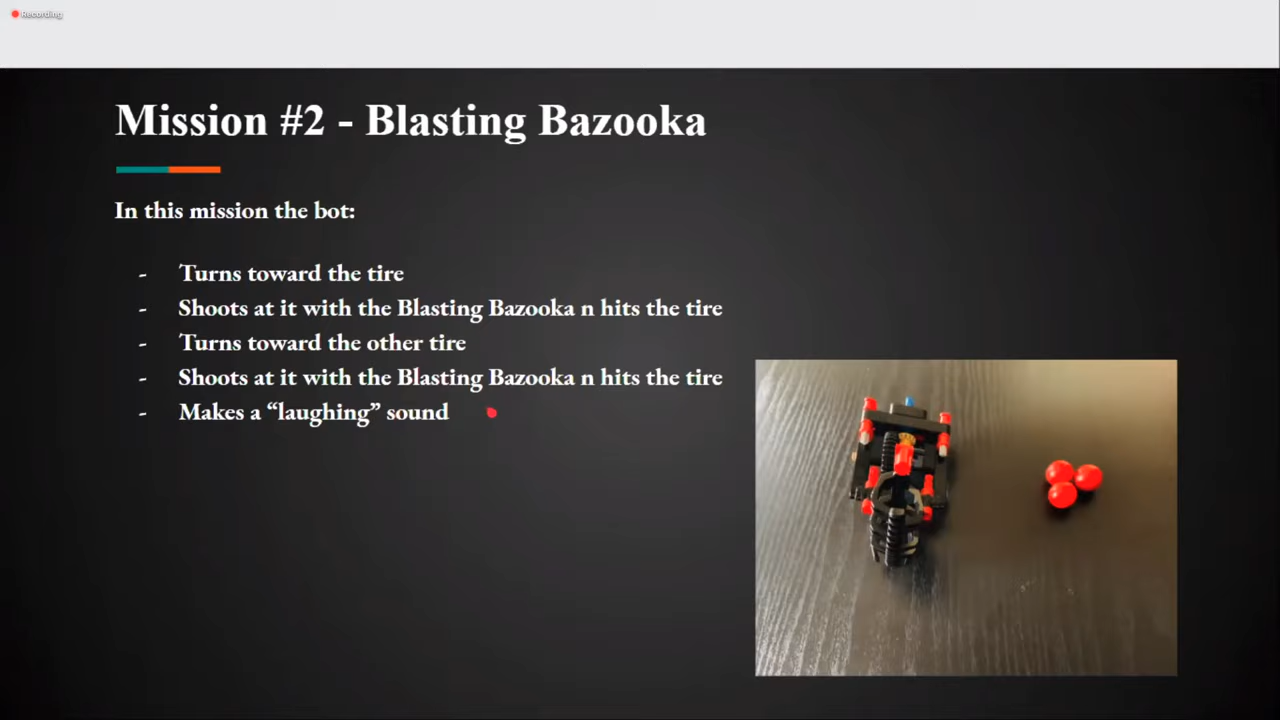 Recording
Mission #2 - Blasting Bazooka
In this mission the bot:
- Turns toward the tire
- Shoots at it with the Blasting Bazooka n hits the tire
- Turns toward the other tire
- Shoots at it with the Blasting Bazooka n hits the tire
- Makes a “laughing” sound